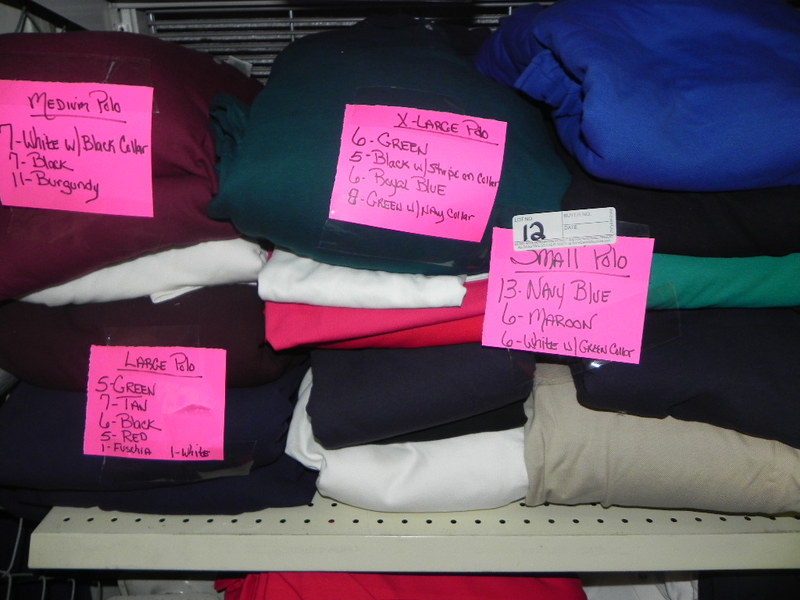 Medium Polo
7-White w/Black Collar
7-Black
11-Burgundy
X-Large Polo
6-Green
5-Black w/Stripe on Collar
6-Royal Blue
8-Green w/Navy Collar
LOT NO.
12
Small Polo
13-Navy Blue
6-Maroon
6-White w/Green Collar
Large Polo
5-Green
7-Tan
6-Black
5-Red
1-Fuschia 1-White